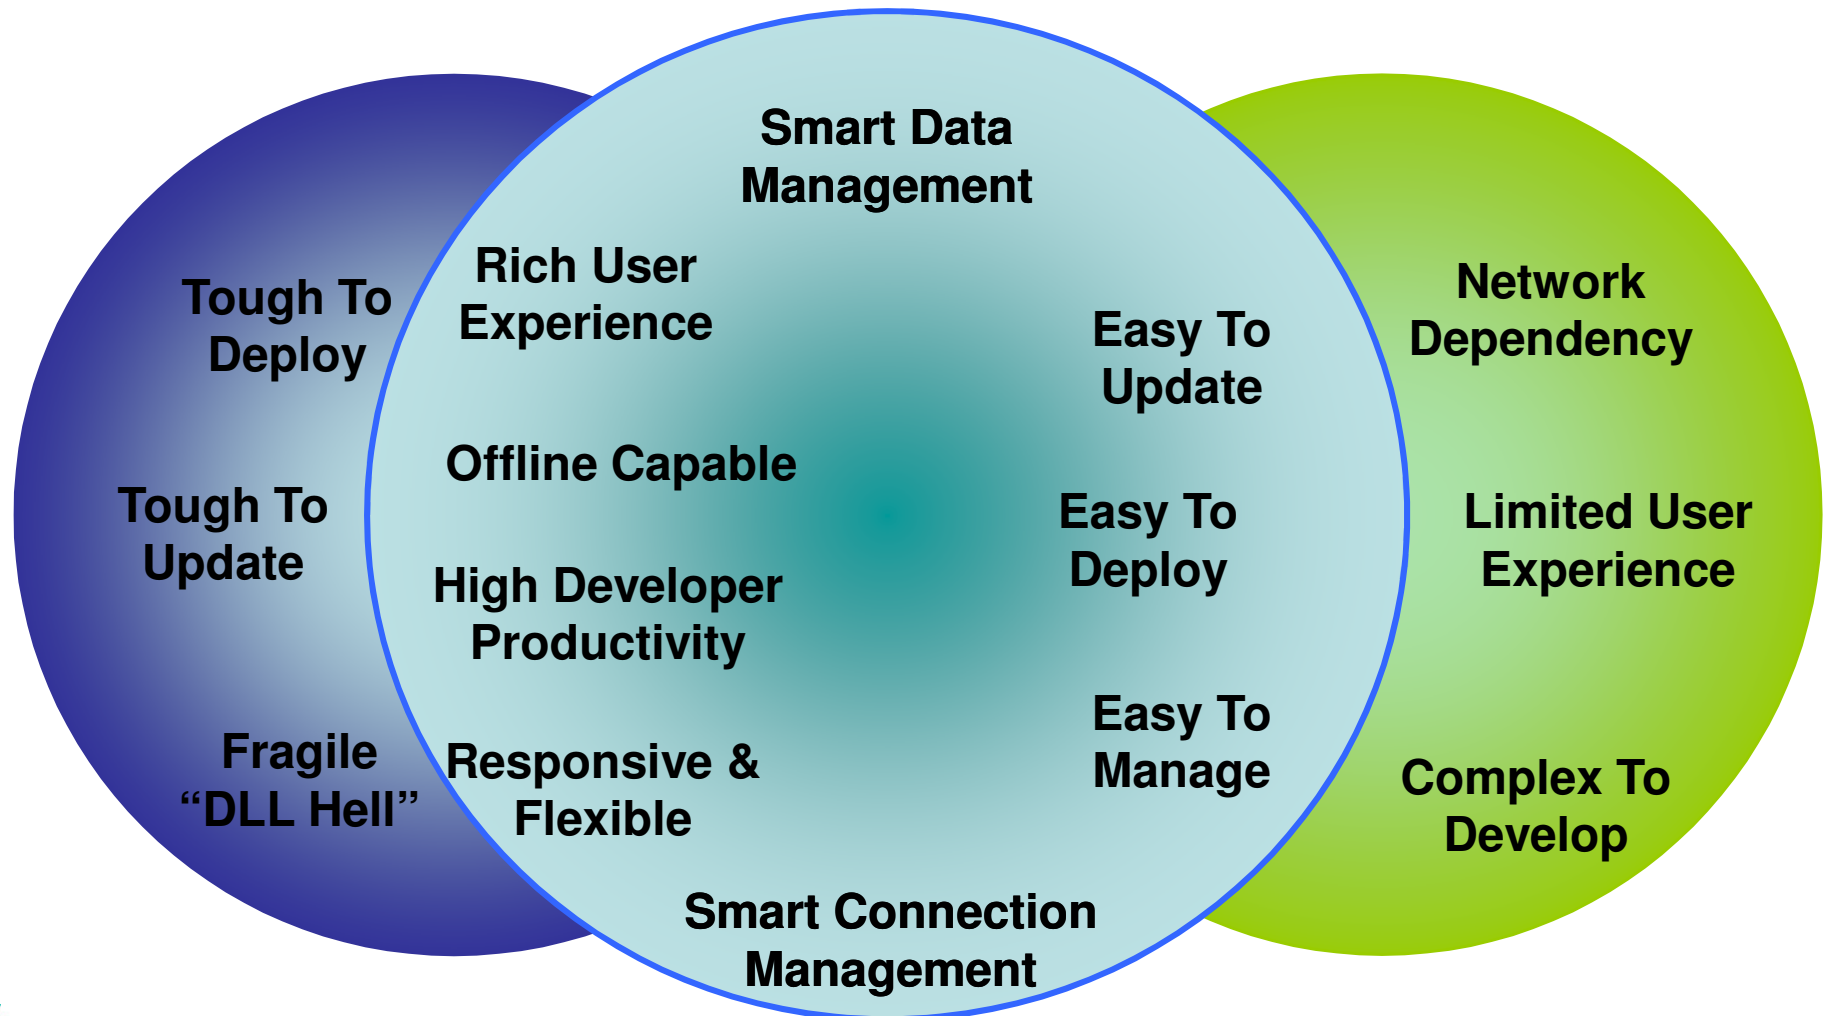 Smart Data
Management
Tough To
Deploy
Tough To
Update
Fragile
“DLL Hell”
Rich User
Experience
Offline Capable
High Developer
Productivity
Responsive &
Flexible
Easy To
Update
Easy To
Deploy
Easy To
Manage
Smart Connection
Management
Network
Dependency
Limited User
Experience
Complex To
Develop